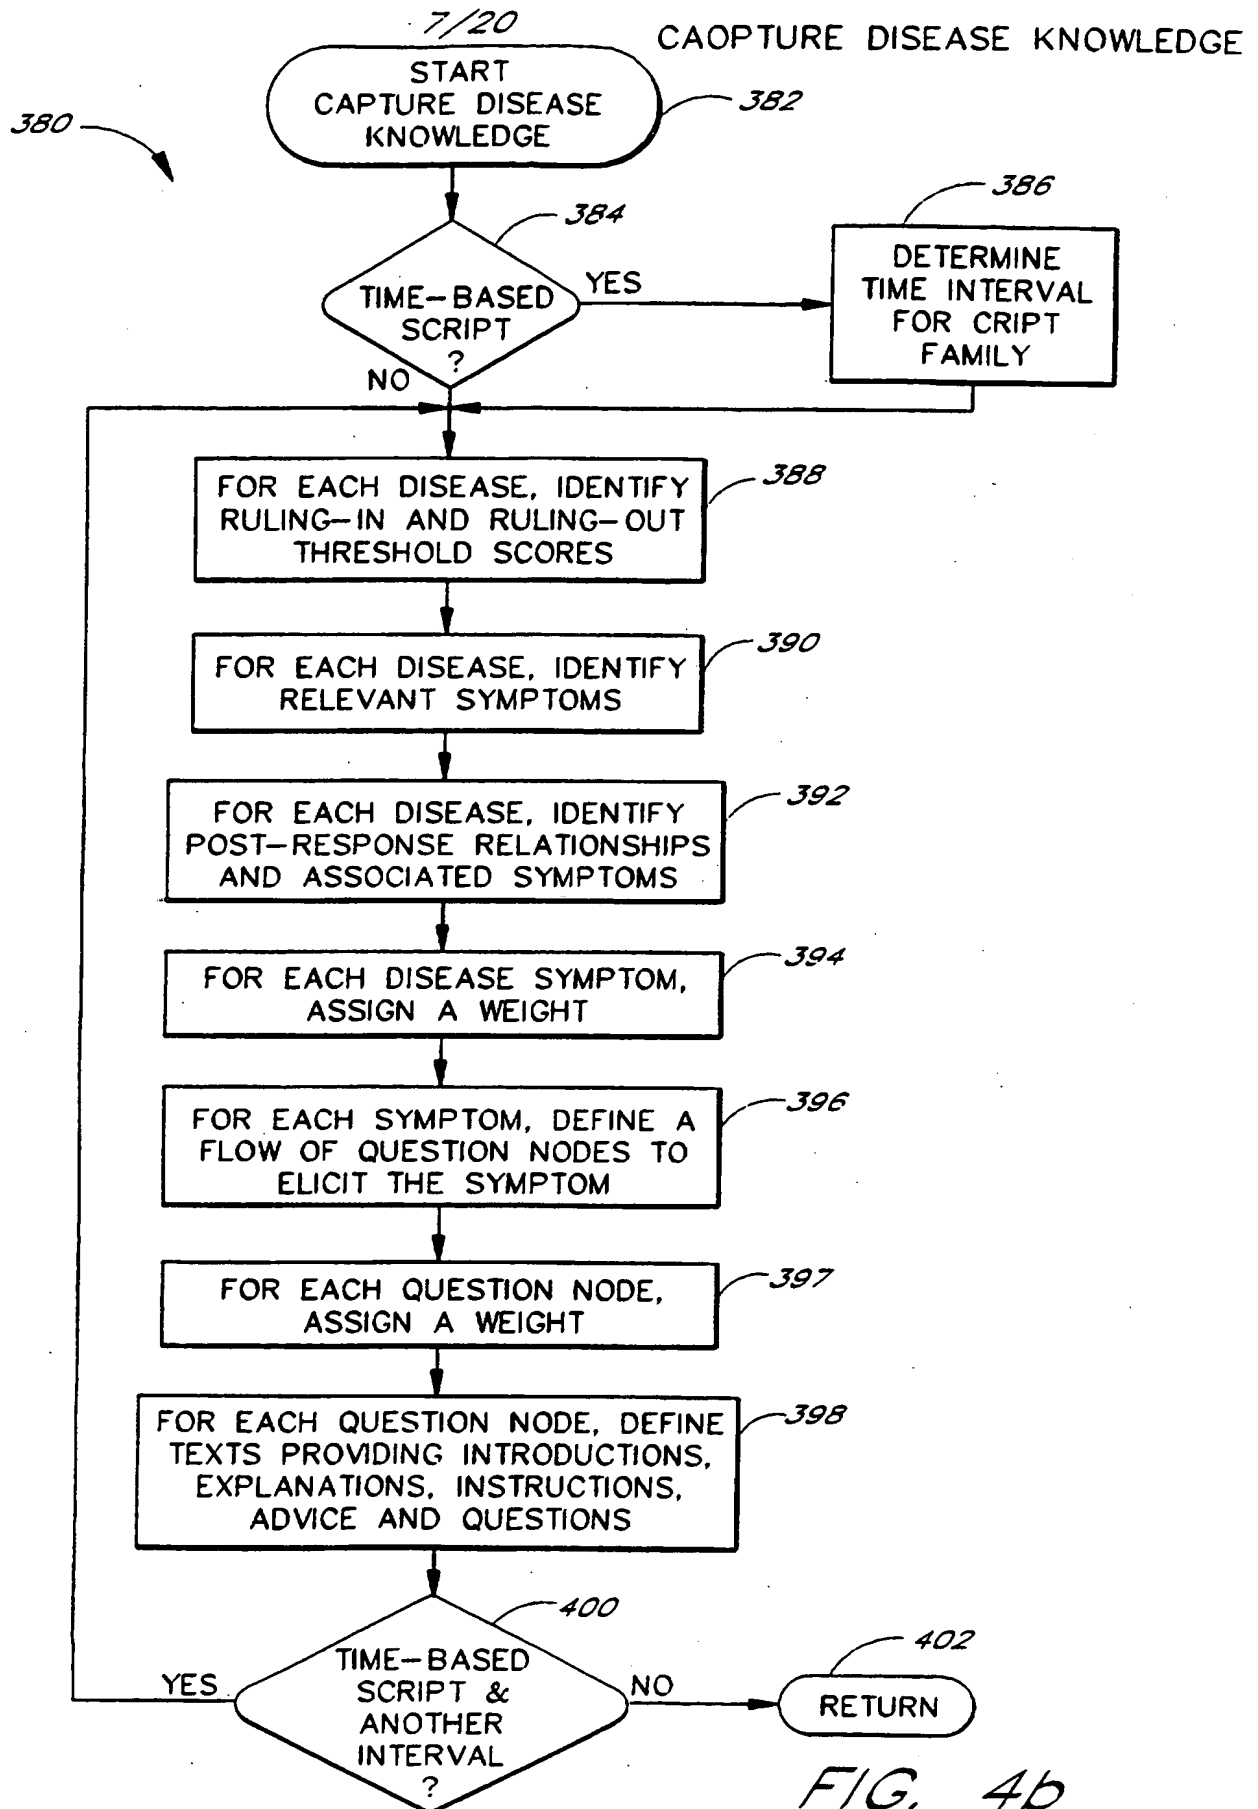 7/20
CAOPTURE DISEASE KNOWLEDGE
START
CAPTURE DISEASE
KNOWLEDGE
382
380
384
386
TIME-BASED
SCRIPT
?
YES
NO
DETERMINE
TIME INTERVAL
FOR CRIPT
FAMILY
FOR EACH DISEASE, IDENTIFY
RULING-IN AND RULING-OUT
THRESHOLD SCORES
388
FOR EACH DISEASE, IDENTIFY
RELEVANT SYMPTOMS
390
FOR EACH DISEASE, IDENTIFY
POST-RESPONSE RELATIONSHIPS
AND ASSOCIATED SYMPTOMS
392
FOR EACH DISEASE SYMPTOM,
ASSIGN A WEIGHT
394
FOR EACH SYMPTOM, DEFINE A
FLOW OF QUESTION NODES TO
ELICIT THE SYMPTOM
396
FOR EACH QUESTION NODE,
ASSIGN A WEIGHT
397
FOR EACH QUESTION NODE, DEFINE
TEXTS PROVIDING INTRODUCTIONS,
EXPLANATIONS, INSTRUCTIONS,
ADVICE AND QUESTIONS
398
400
TIME-BASED
SCRIPT &
ANOTHER
INTERVAL
?
YES
NO
402
RETURN
FIG. 4b